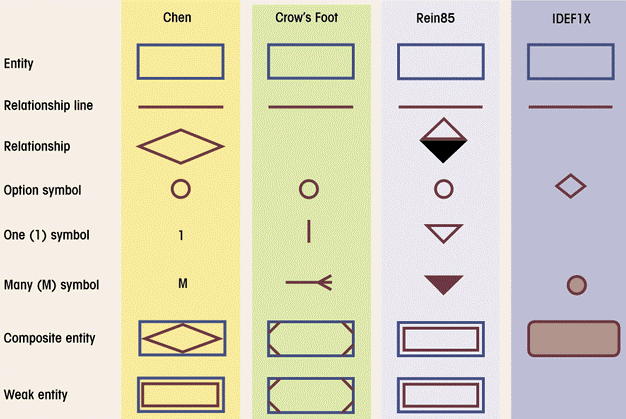 Chen Crow's Foot Rein85 IDEF1X
Entity
Relationship line
Relationship
Option symbol
One (1) symbol 1
Many (M) symbol M
Composite entity
Weak entity